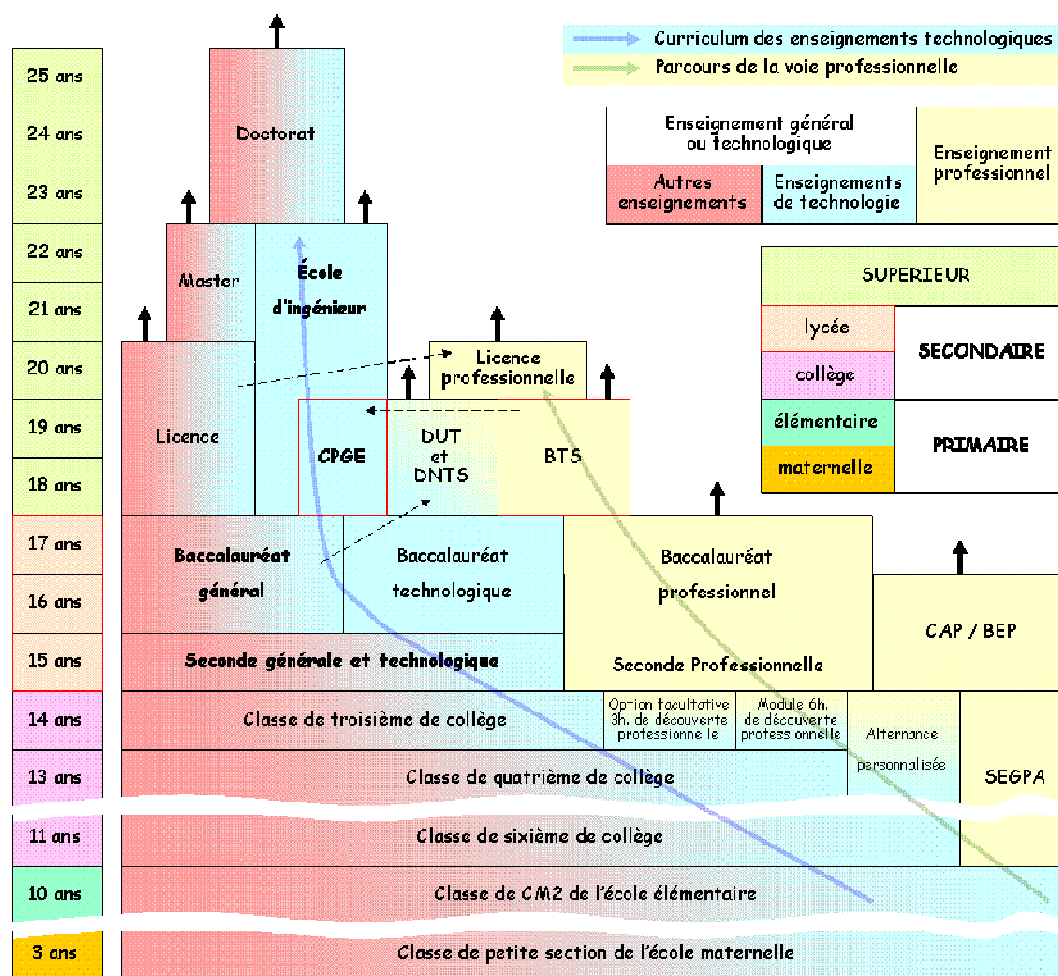 Curriculum des enseignements technologiques
Parcours de la voie professionnelle
Enseignement général
ou technologique
Autres
enseignements
Enseignements
de technologie
Enseignement
professionnel
SUPERIEUR
lycée
collège
SECONDAIRE
élémentaire
maternelle
PRIMAIRE
25 ans
24 ans
23 ans
22 ans
21 ans
20 ans
19 ans
18 ans
17 ans
16 ans
15 ans
14 ans
13 ans
11 ans
10 ans
3 ans
Doctorat
Master
École
d'ingénieur
Licence
professionnelle
Licence
CPGE
DUT
et
DNTS
BTS
Baccalauréat
général
Baccalauréat
technologique
Baccalauréat
professionnel
Seconde générale et technologique
Seconde Professionnelle
CAP / BEP
Classe de troisième de collège
Option facultative
3h. de découverte
professionnelle
Module 6h.
de découverte
professionnelle
Alternance
personnalisée
SEGPA
Classe de quatrième de collège
Classe de sixième de collège
Classe de CM2 de l'école élémentaire
Classe de petite section de l'école maternelle